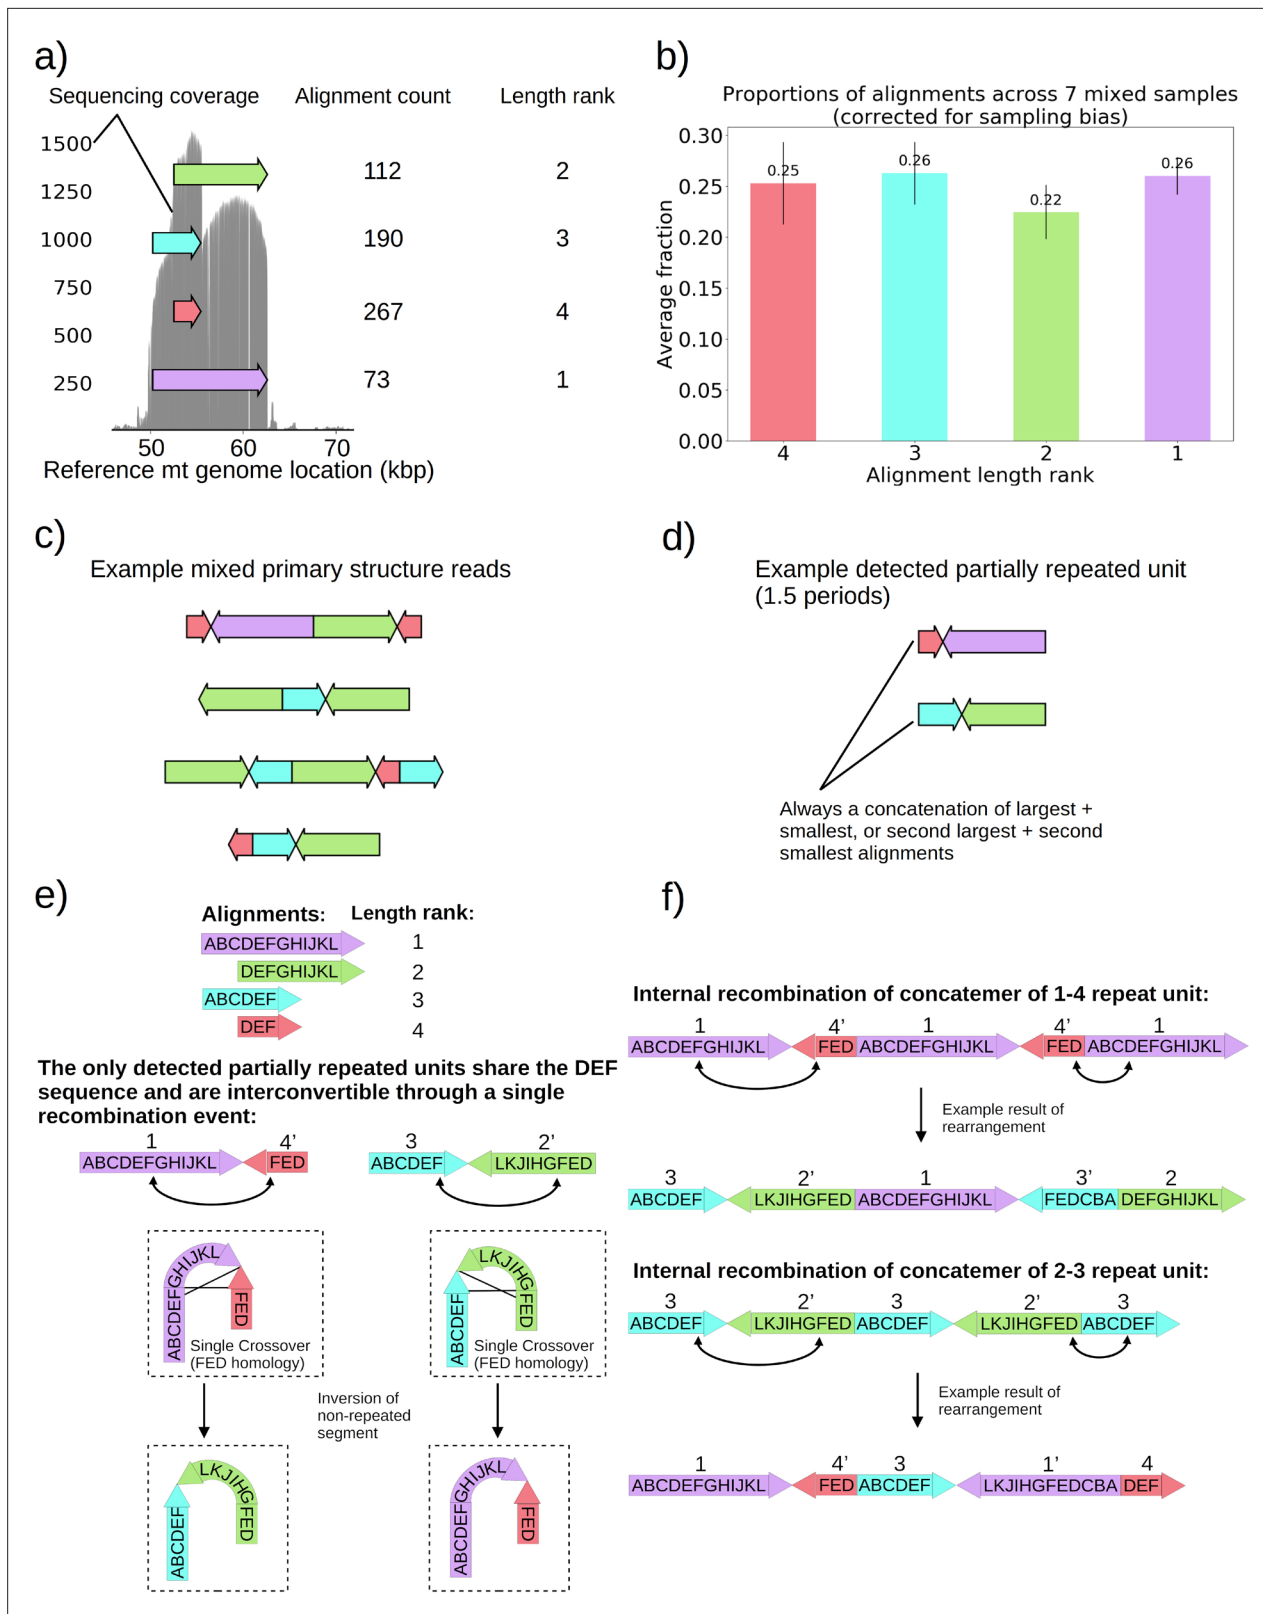 a)
Sequencing coverage
Alignment count
Length rank
1500
1250
1000
750
500
250
112
2
190
3
267
4
73
1
50
60
70
Reference mt genome location (kbp)
b)
Proportions of alignments across 7 mixed samples
(corrected for sampling bias)
Average fraction
0.30
0.25
0.20
0.15
0.10
0.05
0.00
0.25
0.26
0.22
0.26
4
3
2
1
Alignment length rank
c)
Example mixed primary structure reads
d)
Example detected partially repeated unit
(1.5 periods)
Always a concatenation of largest +
smallest, or second largest + second
smallest alignments
e)
Alignments:
Length rank:
ABCDEFGHIJKL
1
DEFGHIJKL
2
ABCDEF
3
DEF
4
The only detected partially repeated units share the DEF
sequence and are interconvertible through a single
recombination event:
1
4’
ABCDEFGHIJKL
FED
3
2’
ABCDEF
LKJIHGFED
ABCDEFGHIJKL
FED
Single Crossover
(FED homology)
ABCDEF
LKJIHGFED
Single Crossover
(FED homology)
Inversion of
non-repeated
segment
ABCDEF
LKJIHGFED
ABCDEFGHIJKL
FED
f)
Internal recombination of concatemer of 1-4 repeat unit:
1
4’
1
4’
1
ABCDEFGHIJKL
FED
ABCDEFGHIJKL
FED
ABCDEFGHIJKL
Example result of
rearrangement
3
2’
1
3’
2
ABCDEF
LKJIHGFED
ABCDEFGHIJKL
FEDCBA
DEFGHIJKL
Internal recombination of concatemer of 2-3 repeat unit:
3
2’
3
2’
3
ABCDEF
LKJIHGFED
ABCDEF
LKJIHGFED
ABCDEF
Example result of
rearrangement
1
4’
3
1’
4
ABCDEFGHIJKL
FED
ABCDEF
LKJIHGFEDCBA
DEF